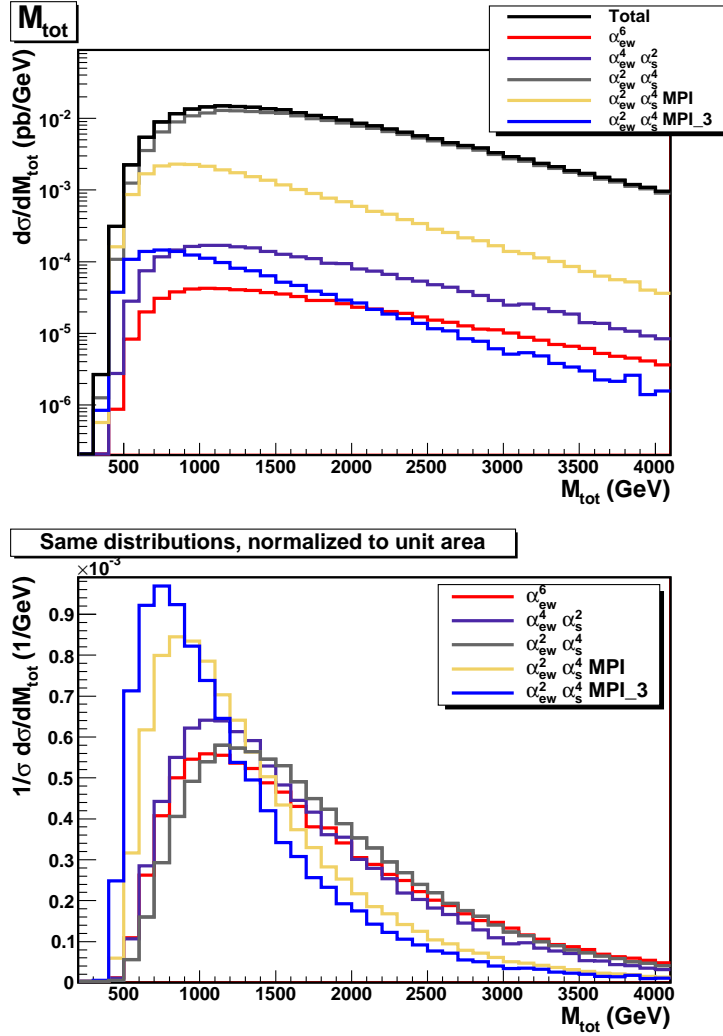 M_tot
Total
α_ew^6
α_ew^4 α_s^2
α_ew^2 α_s^4
α_ew^2 α_s^4 MPI
α_ew^2 α_s^4 MPI_3
dσ/dM_tot (pb/GeV)
10^-2
10^-3
10^-4
10^-5
10^-6
500 1000 1500 2000 2500 3000 3500 4000
M_tot (GeV)
Same distributions, normalized to unit area
×10^-3
α_ew^6
α_ew^4 α_s^2
α_ew^2 α_s^4
α_ew^2 α_s^4 MPI
α_ew^2 α_s^4 MPI_3
1/σ dσ/dM_tot (1/GeV)
0.9
0.8
0.7
0.6
0.5
0.4
0.3
0.2
0.1
0
500 1000 1500 2000 2500 3000 3500 4000
M_tot (GeV)